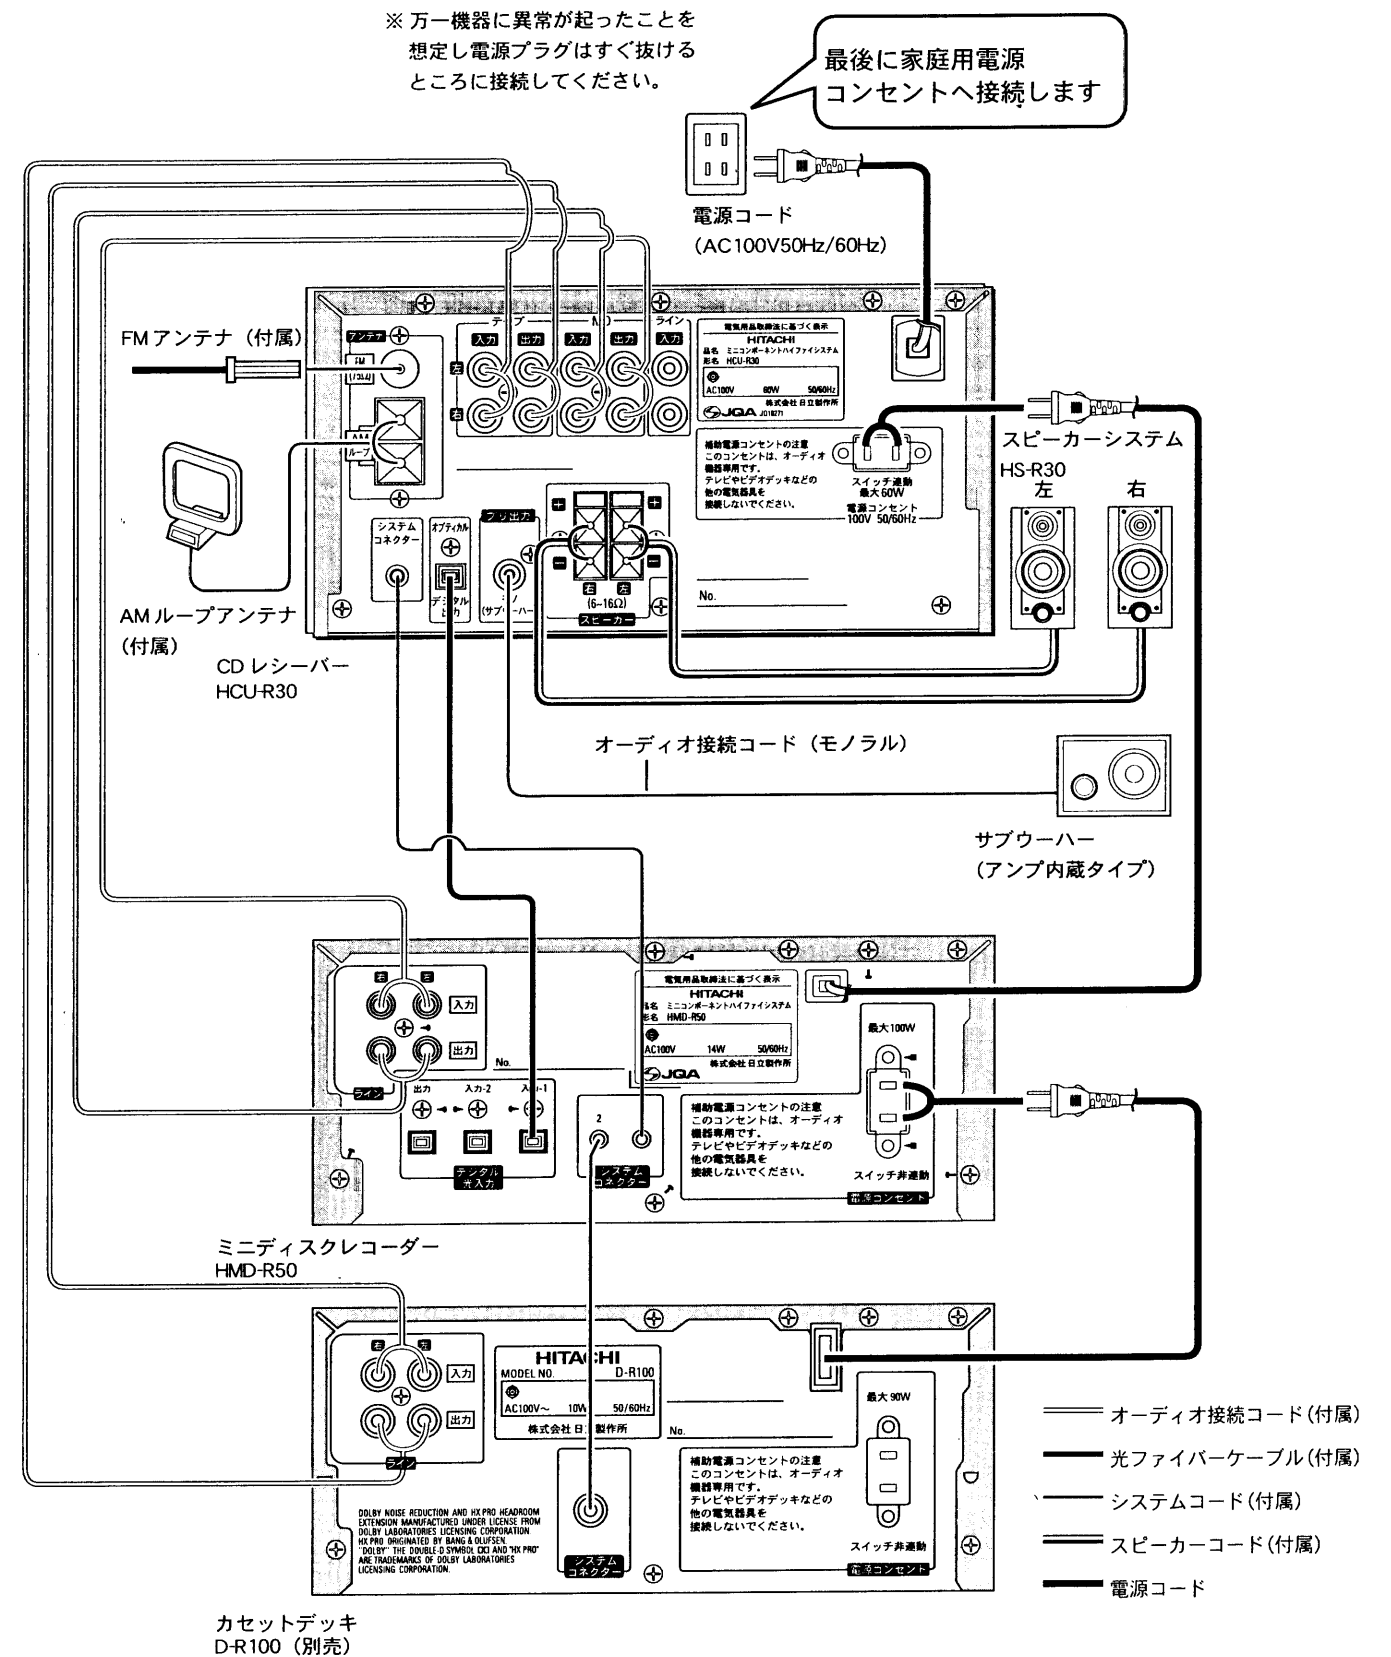 ※ 万一機器に異常が起ったことを
想定し電源プラグはすぐ抜ける
ところに接続してください。
最後に家庭用電源
コンセントへ接続します
電源コード
(AC100V50Hz/60Hz)
FMアンテナ（付属）
アンテナ
FM
(75Ω)
AM
ループ
ライン
入力
出力
入力
出力
入力
左
右
電気用品取締法に基づく表示
HITACHI
品名 ミニコンポーネントハイファイシステム
形名 HCU-R30
AC100V 60W 50/60Hz
株式会社 日立製作所
JQA JD18271
補助電源コンセントの注意
このコンセントは、オーディオ
機器専用です。
テレビやビデオデッキなどの
他の電気器具を
接続しないでください。
スイッチ連動
最大60W
電源コンセント
100V 50/60Hz
スピーカーシステム
HS-R30
左 右
システム
コネクター
オプティカル
デジタル
出力
プリ出力
(サブウーハー)
＋
－
＋
－
右 左
(6~16Ω)
スピーカー
No.
AMループアンテナ
(付属)
CDレシーバー
HCU-R30
オーディオ接続コード（モノラル）
サブウーハー
（アンプ内蔵タイプ）
右 左
入力
出力
ライン
No.
電気用品取締法に基づく表示
HITACHI
品名 ミニコンポーネントハイファイシステム
形名 HMD-R50
AC100V 14W 50/60Hz
株式会社 日立製作所
JQA
最大100W
出力 入力-2 入力-1
デジタル
光入力
2
システム
コネクター
補助電源コンセントの注意
このコンセントは、オーディオ
機器専用です。
テレビやビデオデッキなどの
他の電気器具を
接続しないでください。
スイッチ非連動
電源コンセント
ミニディスクレコーダー
HMD-R50
右 左
入力
出力
ライン
HITACHI
MODEL NO. D-R100
AC100V～ 10W 50/60Hz
株式会社 日立製作所
No.
最大 90W
補助電源コンセントの注意
このコンセントは、オーディオ
機器専用です。
テレビやビデオデッキなどの
他の電気器具を
接続しないでください。
スイッチ非連動
電源コンセント
DOLBY NOISE REDUCTION AND HX PRO HEADROOM
EXTENSION MANUFACTURED UNDER LICENSE FROM
DOLBY LABORATORIES LICENSING CORPORATION.
HX PRO ORIGINATED BY BANG & OLUFSEN.
"DOLBY" THE DOUBLE-D SYMBOL AND "HX PRO"
ARE TRADEMARKS OF DOLBY LABORATORIES
LICENSING CORPORATION.
システム
コネクター
カセットデッキ
D-R100（別売）
オーディオ接続コード(付属)
光ファイバーケーブル(付属)
システムコード(付属)
スピーカーコード(付属)
電源コード